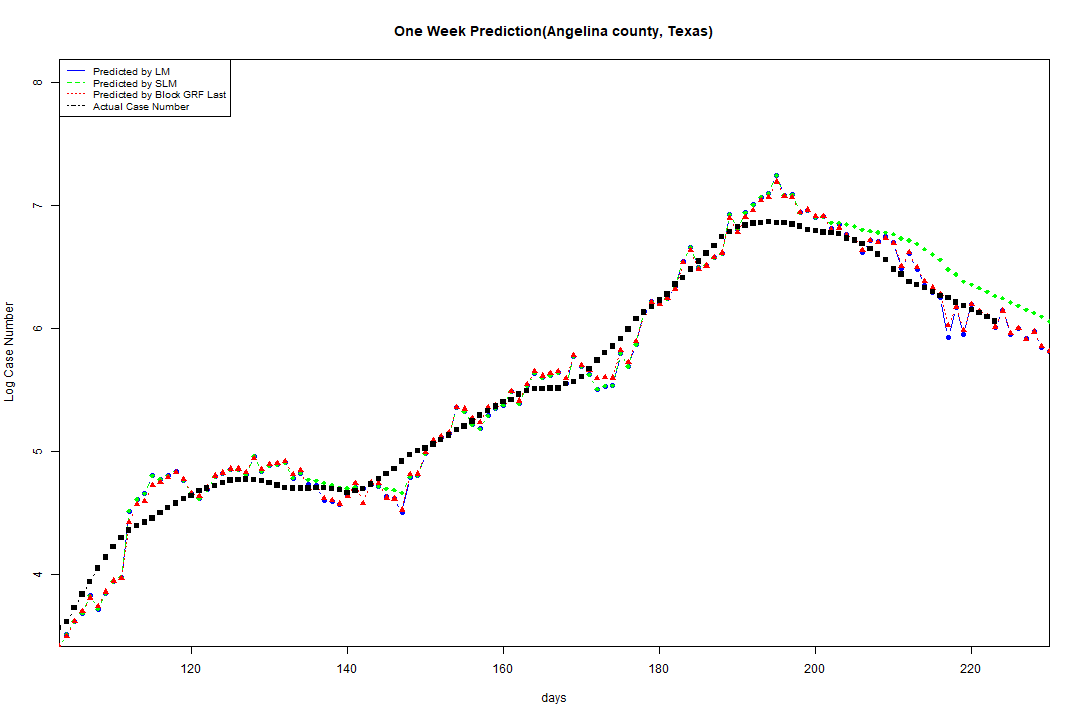 One Week Prediction(Angelina county, Texas)
Predicted by LM
Predicted by SLM
Predicted by Block GRF Last
Actual Case Number
8
7
6
5
4
Log Case Number
120 140 160 180 200 220
days